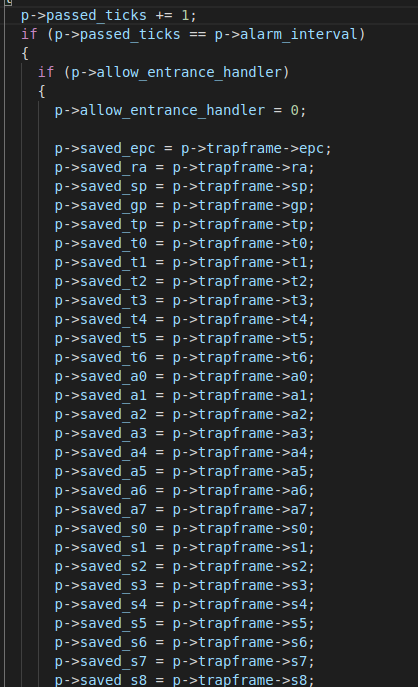 {
p->passed_ticks += 1;
if (p->passed_ticks == p->alarm_interval)
{
if (p->allow_entrance_handler)
{
p->allow_entrance_handler = 0;
p->saved_epc = p->trapframe->epc;
p->saved_ra = p->trapframe->ra;
p->saved_sp = p->trapframe->sp;
p->saved_gp = p->trapframe->gp;
p->saved_tp = p->trapframe->tp;
p->saved_t0 = p->trapframe->t0;
p->saved_t1 = p->trapframe->t1;
p->saved_t2 = p->trapframe->t2;
p->saved_t3 = p->trapframe->t3;
p->saved_t4 = p->trapframe->t4;
p->saved_t5 = p->trapframe->t5;
p->saved_t6 = p->trapframe->t6;
p->saved_a0 = p->trapframe->a0;
p->saved_a1 = p->trapframe->a1;
p->saved_a2 = p->trapframe->a2;
p->saved_a3 = p->trapframe->a3;
p->saved_a4 = p->trapframe->a4;
p->saved_a5 = p->trapframe->a5;
p->saved_a6 = p->trapframe->a6;
p->saved_a7 = p->trapframe->a7;
p->saved_s0 = p->trapframe->s0;
p->saved_s1 = p->trapframe->s1;
p->saved_s2 = p->trapframe->s2;
p->saved_s3 = p->trapframe->s3;
p->saved_s4 = p->trapframe->s4;
p->saved_s5 = p->trapframe->s5;
p->saved_s6 = p->trapframe->s6;
p->saved_s7 = p->trapframe->s7;
p->saved_s8 = p->trapframe->s8;